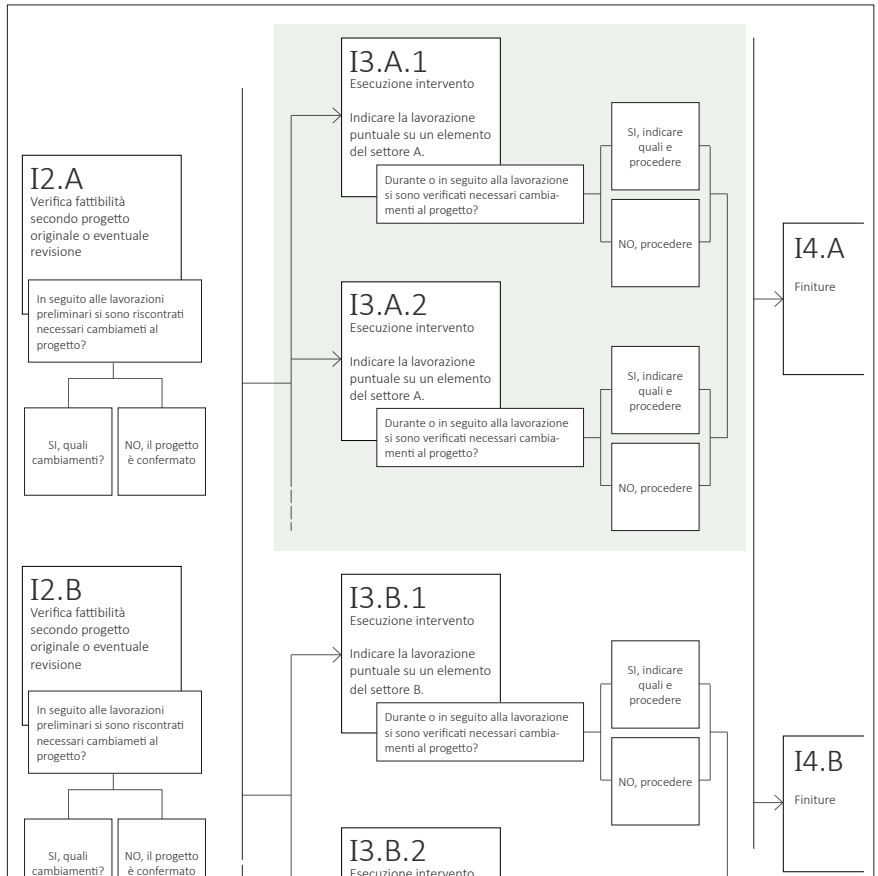 I2.A
Verifica fattibilità
secondo progetto
originale o eventuale
revisione
In seguito alle lavorazioni
preliminari si sono riscontrati
necessari cambiameti al
progetto?
SI, quali
cambiamenti?
NO, il progetto
è confermato
I2.B
Verifica fattibilità
secondo progetto
originale o eventuale
revisione
In seguito alle lavorazioni
preliminari si sono riscontrati
necessari cambiameti al
progetto?
SI, quali
cambiamenti?
NO, il progetto
è confermato
I3.A.1
Esecuzione intervento
Indicare la lavorazione
puntuale su un elemento
del settore A.
Durante o in seguito alla lavorazione
si sono verificati necessari cambia-
menti al progetto?
SI, indicare
quali e
procedere
NO, procedere
I3.A.2
Esecuzione intervento
Indicare la lavorazione
puntuale su un elemento
del settore A.
Durante o in seguito alla lavorazione
si sono verificati necessari cambia-
menti al progetto?
SI, indicare
quali e
procedere
NO, procedere
I3.B.1
Esecuzione intervento
Indicare la lavorazione
puntuale su un elemento
del settore B.
Durante o in seguito alla lavorazione
si sono verificati necessari cambia-
menti al progetto?
SI, indicare
quali e
procedere
NO, procedere
I3.B.2
Esecuzione intervento
I4.A
Finiture
I4.B
Finiture